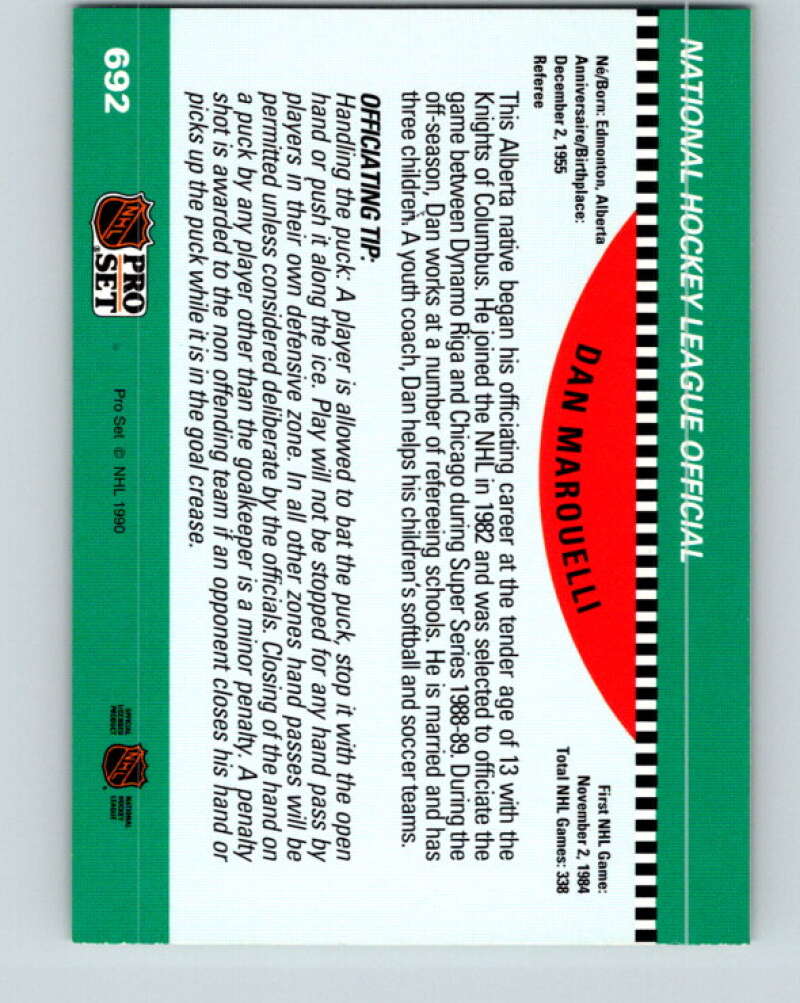 NATIONAL HOCKEY LEAGUE OFFICIAL
Né/Born: Edmonton, Alberta
Anniversaire/Birthplace:
December 2, 1955
Referee
DAN MAROUELLI
First NHL Game:
November 2, 1984
Total NHL Games: 338
This Alberta native began his officiating career at the tender age of 13 with the
Knights of Columbus. He joined the NHL in 1982 and was selected to officiate the
game between Dynamo Riga and Chicago during Super Series 1988-89. During the
off-season, Dan works at a number of refereeing schools. He is married and has
three children. A youth coach, Dan helps his children's softball and soccer teams.
OFFICIATING TIP:
Handling the puck: A player is allowed to bat the puck, stop it with the open
hand or push it along the ice. Play will not be stopped for any hand pass by
players in their own defensive zone. In all other zones hand passes will be
permitted unless considered deliberate by the officials. Closing of the hand on
a puck by any player other than the goalkeeper is a minor penalty. A penalty
shot is awarded to the non offending team if an opponent closes his hand or
picks up the puck while it is in the goal crease.
692
NHL
PRO
SET
Pro Set © NHL 1990
OFFICIAL
LICENSED
PRODUCT
NHL
NATIONAL
HOCKEY
LEAGUE